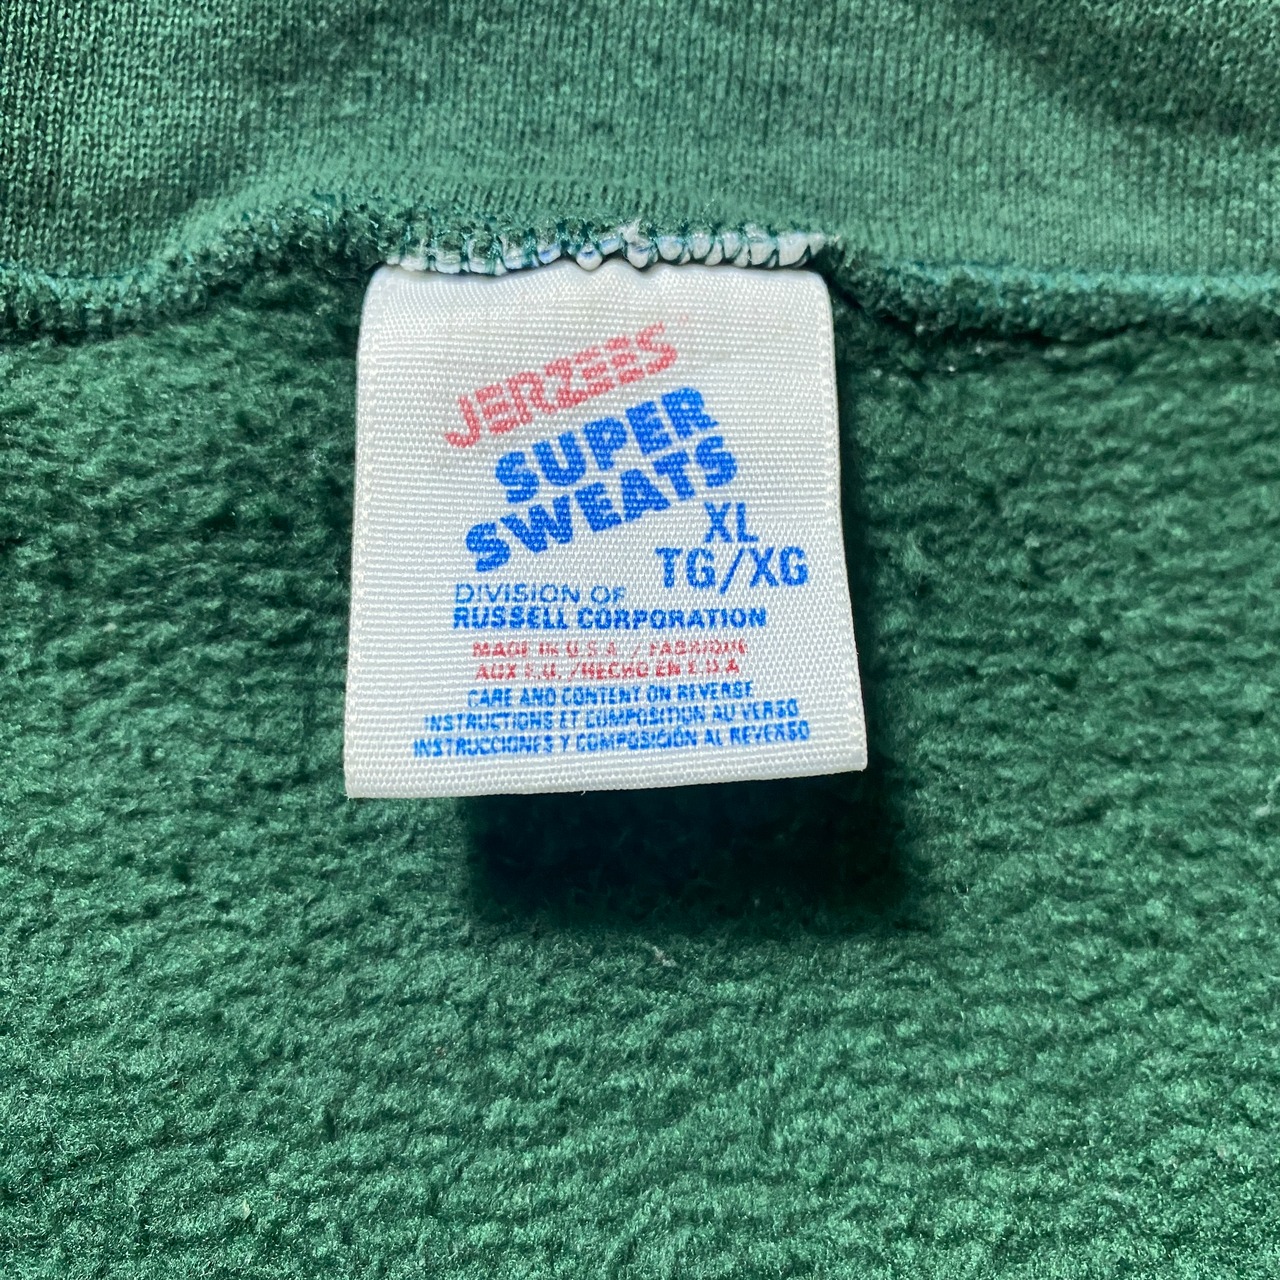 JERZEES
SUPER
SWEATS
XL
TG/XG
DIVISION OF
RUSSELL CORPORATION
MADE IN U.S.A. / FABRIQUE
AUX E.U. /HECHO EN E.U.A
CARE AND CONTENT ON REVERSE
INSTRUCTIONS ET COMPOSITION AU VERSO
INSTRUCCIONES Y COMPOSICIÓN AL REVERSO